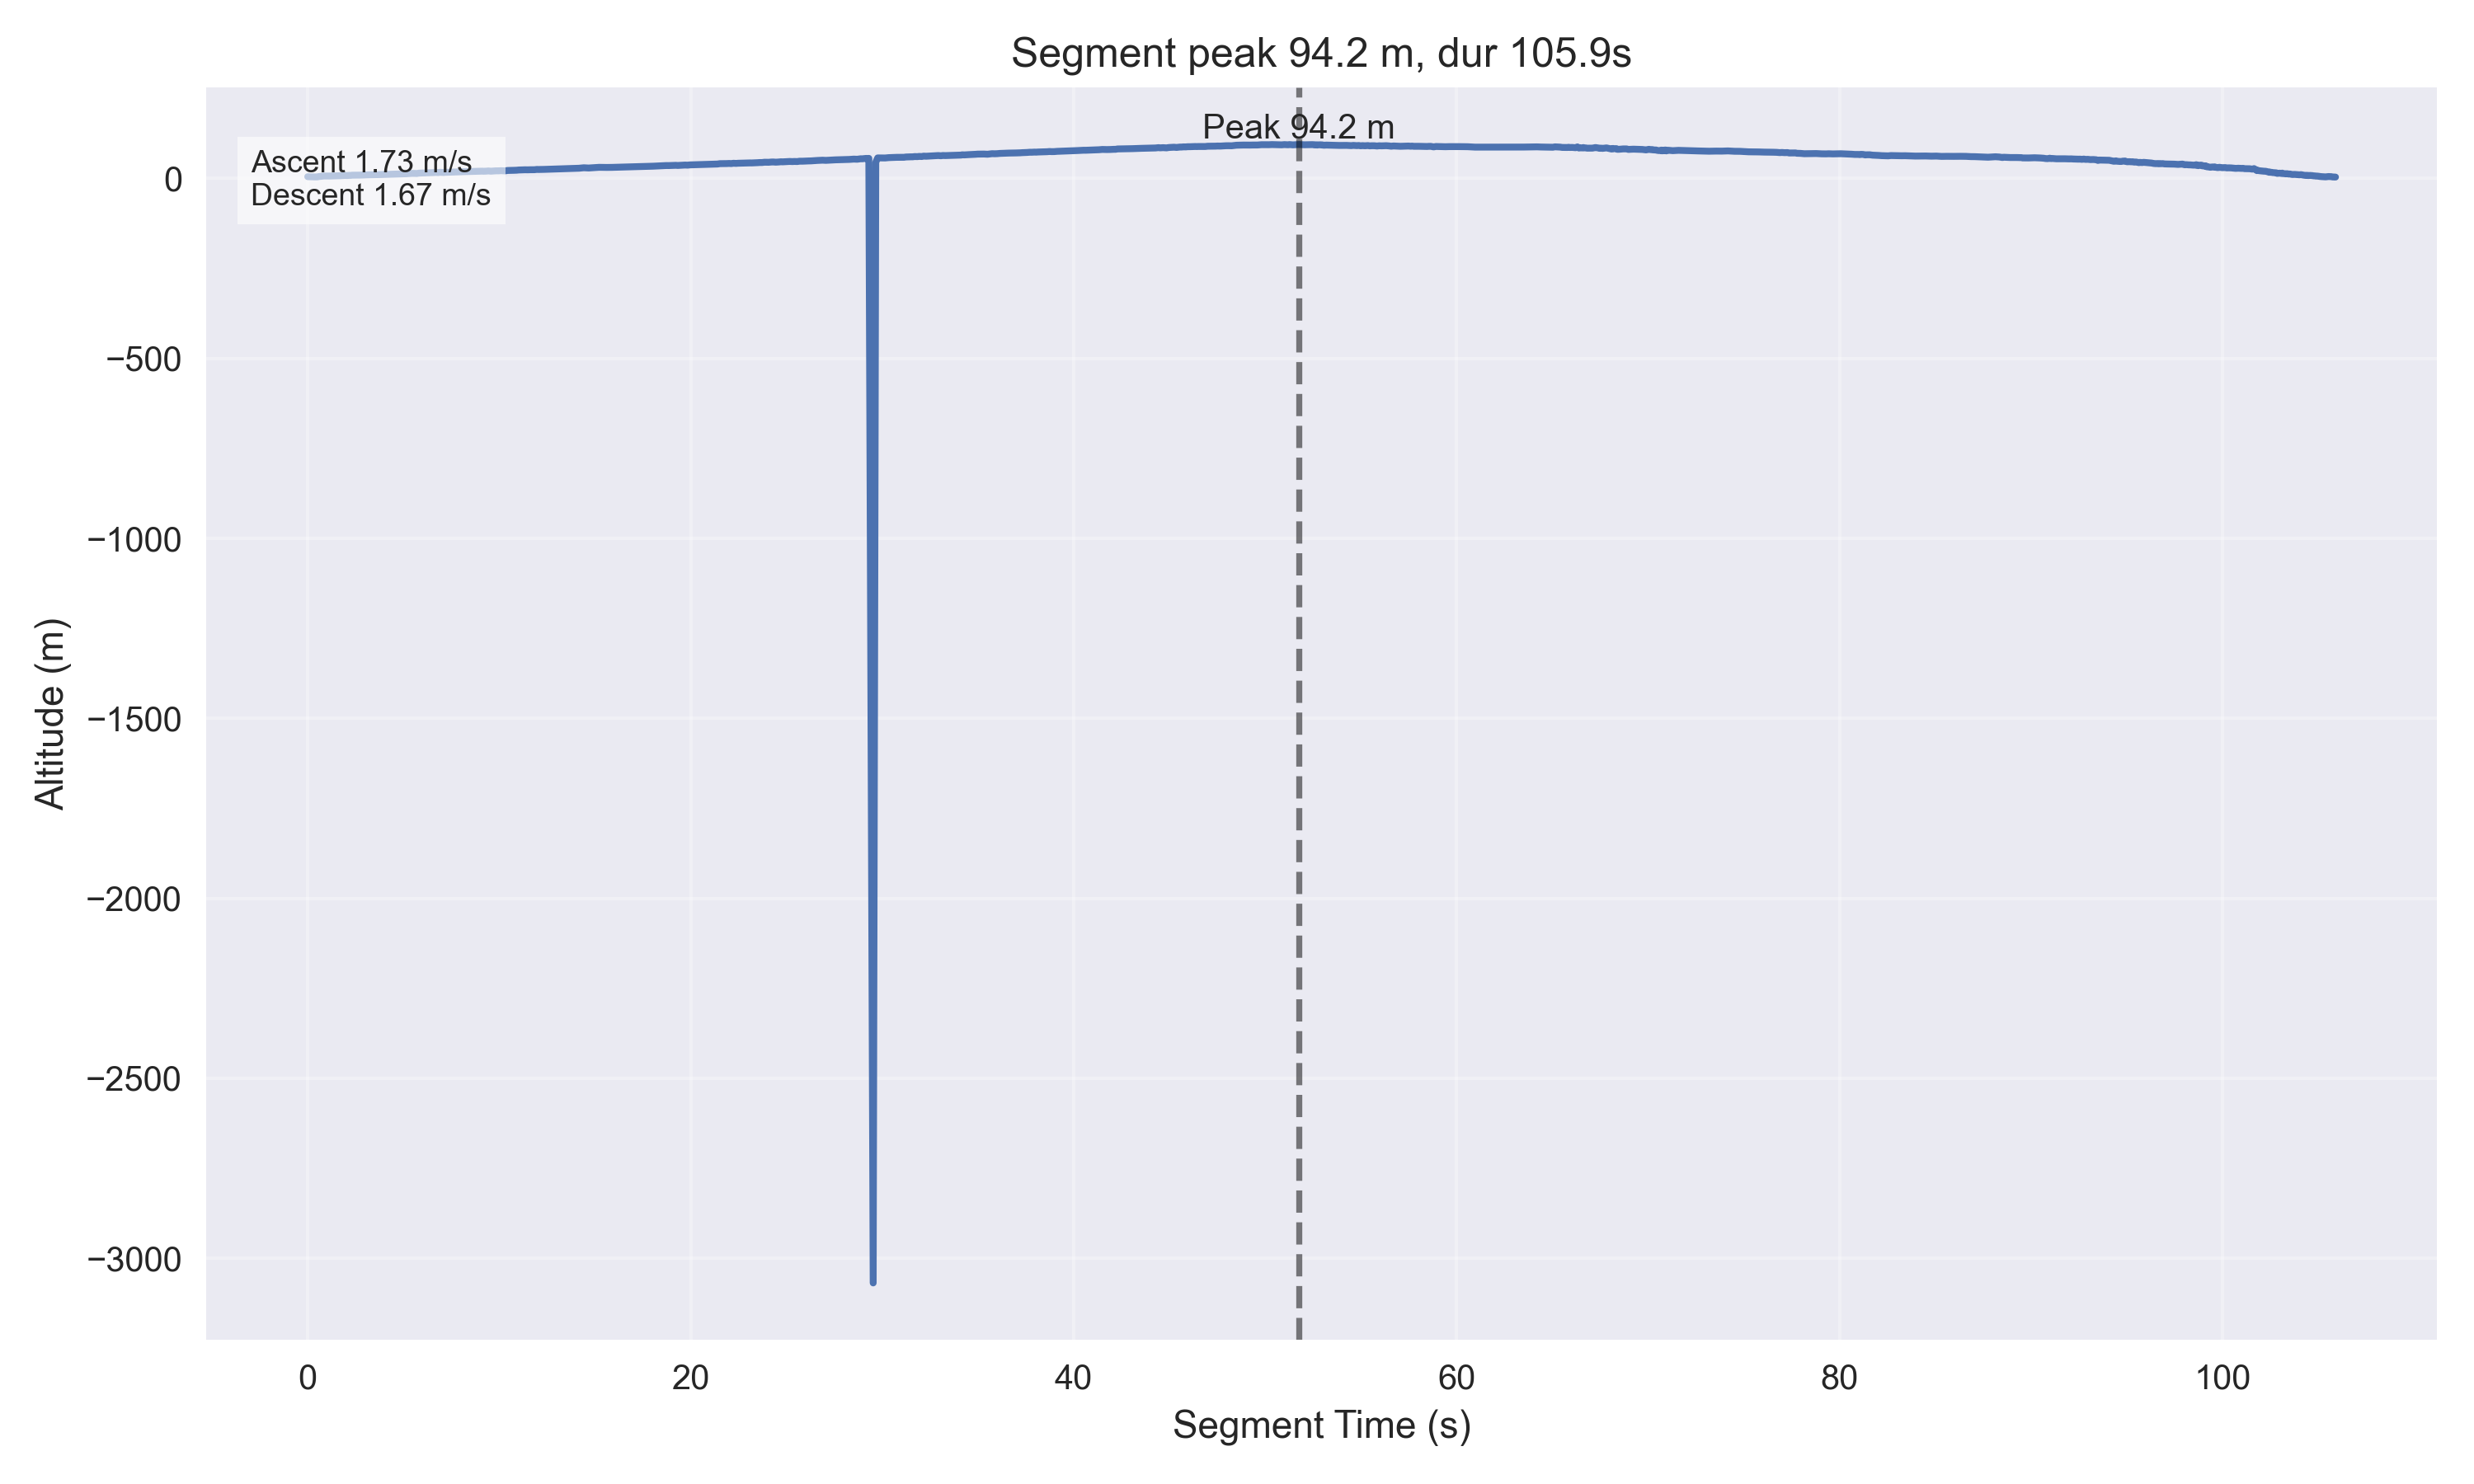 Segment peak 94.2 m, dur 105.9s
Peak 94.2 m
Ascent 1.73 m/s
Descent 1.67 m/s
Altitude (m)
0
−500
−1000
−1500
−2000
−2500
−3000
0 20 40 60 80 100
Segment Time (s)